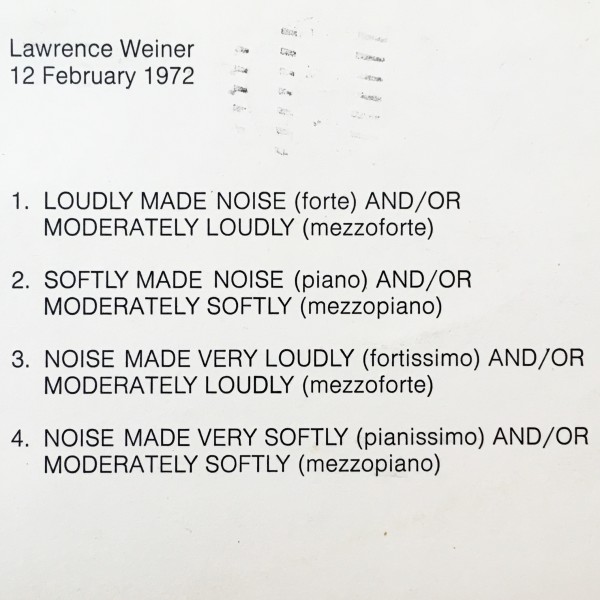 Lawrence Weiner
12 February 1972
1. LOUDLY MADE NOISE (forte) AND/OR
MODERATELY LOUDLY (mezzoforte)
2. SOFTLY MADE NOISE (piano) AND/OR
MODERATELY SOFTLY (mezzopiano)
3. NOISE MADE VERY LOUDLY (fortissimo) AND/OR
MODERATELY LOUDLY (mezzoforte)
4. NOISE MADE VERY SOFTLY (pianissimo) AND/OR
MODERATELY SOFTLY (mezzopiano)